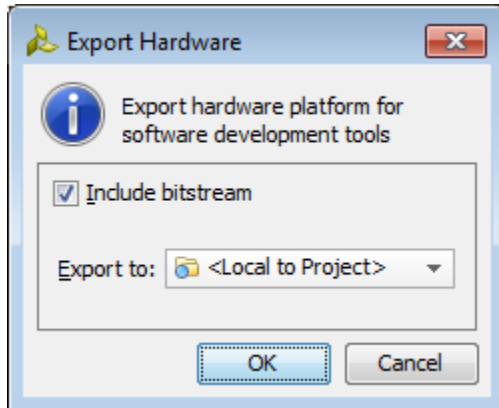 Export Hardware
Export hardware platform for
software development tools
Include bitstream
Export to: <Local to Project>
OK Cancel